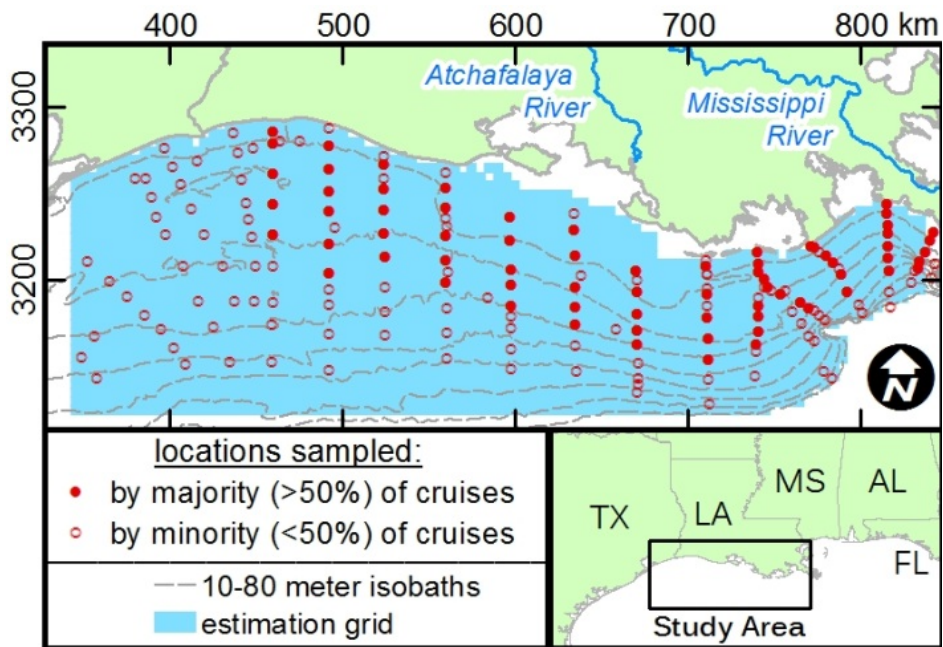 400 500 600 700 800 km
3300
3200
Atchafalaya
River
Mississippi
River
N
locations sampled:
by majority (>50%) of cruises
by minority (<50%) of cruises
10-80 meter isobaths
estimation grid
TX
LA
MS
AL
FL
Study Area